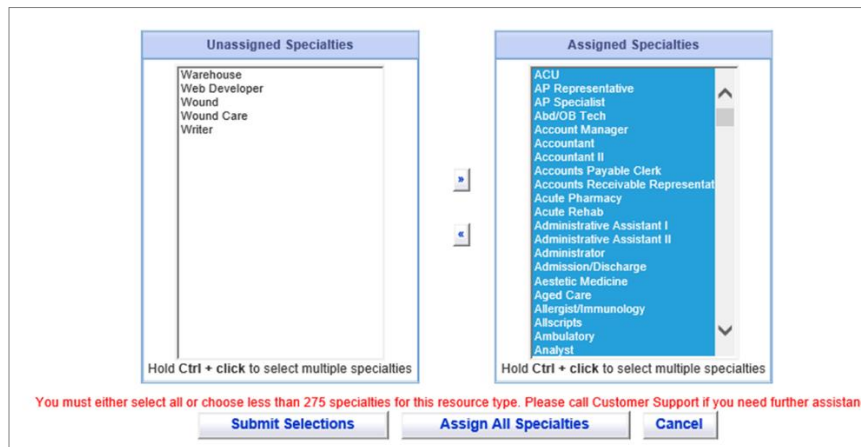 Unassigned Specialties
Warehouse
Web Developer
Wound
Wound Care
Writer
Hold Ctrl + click to select multiple specialties
»
«
Assigned Specialties
ACU
AP Representative
AP Specialist
Abd/OB Tech
Account Manager
Accountant
Accountant II
Accounts Payable Clerk
Accounts Receivable Representat
Acute Pharmacy
Acute Rehab
Administrative Assistant I
Administrative Assistant II
Administrator
Admission/Discharge
Aestetic Medicine
Aged Care
Allergist/Immunology
Allscripts
Ambulatory
Analyst
Hold Ctrl + click to select multiple specialties
You must either select all or choose less than 275 specialties for this resource type. Please call Customer Support if you need further assistan
Submit Selections
Assign All Specialties
Cancel